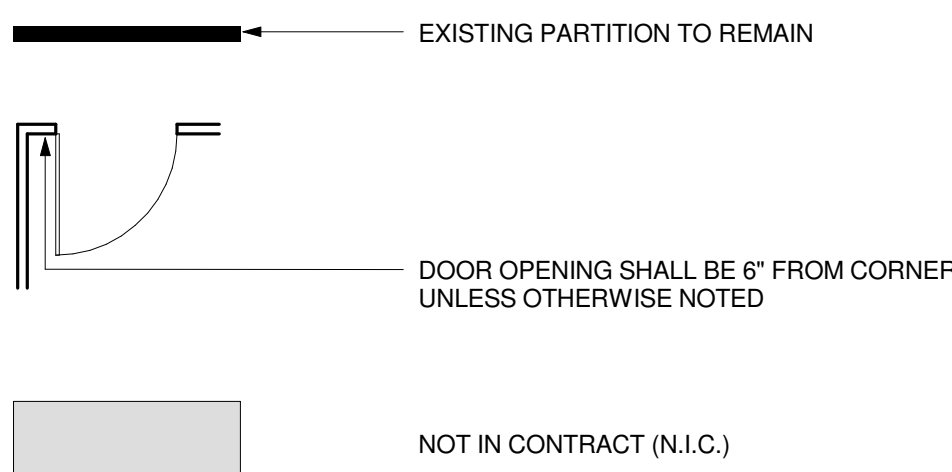 EXISTING PARTITION TO REMAIN
DOOR OPENING SHALL BE 6" FROM CORNER
UNLESS OTHERWISE NOTED
NOT IN CONTRACT (N.I.C.)